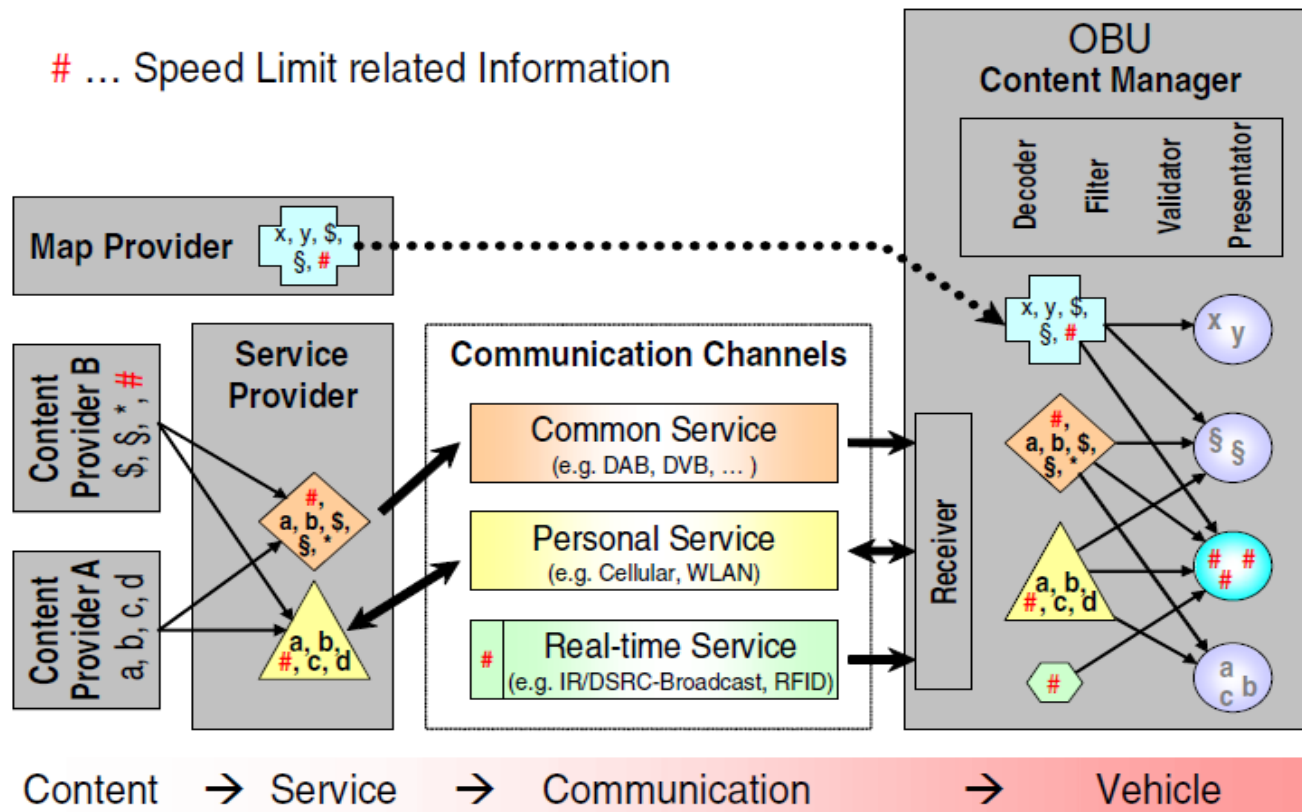 # ... Speed Limit related Information
OBU
Content Manager
Decoder
Filter
Validator
Presentator
Map Provider
x, y, $,
§, #
x, y, $,
§, #
x y
Content
Provider B
$, §, *, #
Service
Provider
Communication Channels
Common Service
(e.g. DAB, DVB, ... )
#,
a, b, $,
§, *
§ §
#,
a, b, $,
§, *
Personal Service
(e.g. Cellular, WLAN)
Receiver
a, b,
#, c, d
# #
#
Content
Provider A
a, b, c, d
a, b,
#, c, d
#
Real-time Service
(e.g. IR/DSRC-Broadcast, RFID)
#
a
c b
Content → Service → Communication → Vehicle